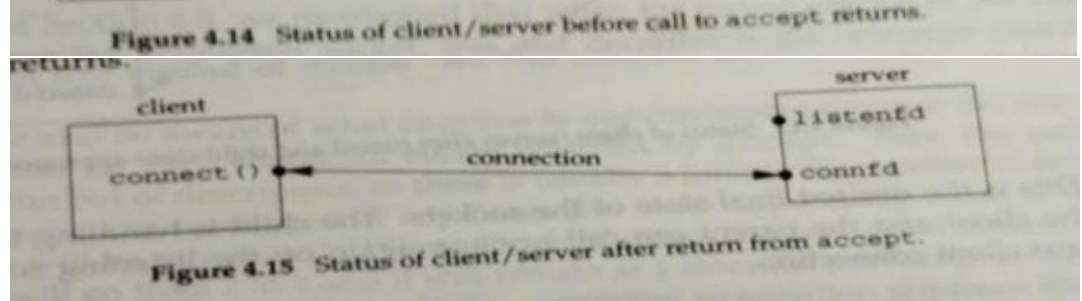 Figure 4.14 Status of client/server before call to accept returns.
returns.
client
server
listenfd
connect ()
connection
connfd
Figure 4.15 Status of client/server after return from accept.